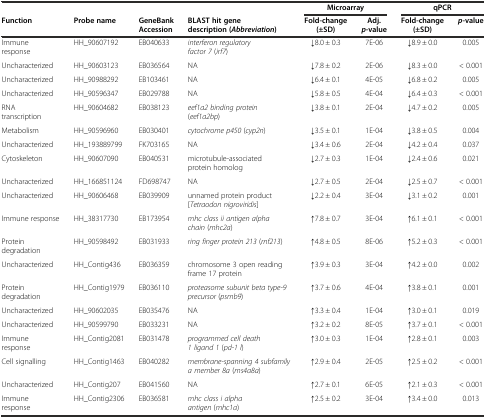 Microarray qPCR
Function Probe name GeneBank Accession BLAST hit gene description (Abbreviation) Fold-change (±SD) Adj. p-value Fold-change (±SD) p-value
Immune response HH_90607192 EB040633 interferon regulatory factor 7 (irf7) ↓8.0 ± 0.3 7E-06 ↓8.9 ± 0.0 0.005
Uncharacterized HH_90603123 EB036564 NA ↓7.8 ± 0.2 2E-06 ↓8.3 ± 0.0 < 0.001
Uncharacterized HH_90988292 EB103461 NA ↓6.4 ± 0.1 4E-05 ↓6.8 ± 0.2 0.005
Uncharacterized HH_90596347 EB029788 NA ↓5.8 ± 0.5 4E-04 ↓6.4 ± 0.3 < 0.001
RNA transcription HH_90604682 EB038123 eef1a2 binding protein (eef1a2bp) ↓3.8 ± 0.1 2E-04 ↓4.7 ± 0.2 0.005
Metabolism HH_90596960 EB030401 cytochrome p450 (cyp2n) ↓3.5 ± 0.1 1E-04 ↓3.8 ± 0.5 0.004
Uncharacterized HH_193889799 FK703165 NA ↓3.4 ± 0.6 2E-04 ↓4.2 ± 0.4 0.037
Cytoskeleton HH_90607090 EB040531 microtubule-associated protein homolog ↓2.7 ± 0.3 1E-04 ↓2.4 ± 0.6 0.021
Uncharacterized HH_166851124 FD698747 NA ↓2.7 ± 0.5 2E-04 ↓2.5 ± 0.7 < 0.001
Uncharacterized HH_90606468 EB039909 unnamed protein product [Tetraodon nigroviridis] ↓2.2 ± 0.4 3E-04 ↓3.1 ± 0.2 0.001
Immune response HH_38317730 EB173954 mhc class ii antigen alpha chain (mhc2a) ↑7.8 ± 0.7 3E-04 ↑6.1 ± 0.1 < 0.001
Protein degradation HH_90598492 EB031933 ring finger protein 213 (rnf213) ↑4.8 ± 0.5 8E-06 ↑5.2 ± 0.3 < 0.001
Uncharacterized HH_Contig436 EB036359 chromosome 3 open reading frame 17 protein ↑3.9 ± 0.3 3E-04 ↑4.2 ± 0.0 0.002
Protein degradation HH_Contig1979 EB036110 proteasome subunit beta type-9 precursor (psmb9) ↑3.7 ± 0.6 4E-04 ↑3.8 ± 0.1 0.001
Uncharacterized HH_90602035 EB035476 NA ↑3.3 ± 0.4 1E-04 ↑3.0 ± 0.1 0.019
Uncharacterized HH_90599790 EB033231 NA ↑3.2 ± 0.2 8E-05 ↑3.7 ± 0.1 < 0.001
Immune response HH_Contig2081 EB031478 programmed cell death 1 ligand 1 (pd-1 l) ↑3.0 ± 0.3 1E-04 ↑2.8 ± 0.1 0.003
Cell signalling HH_Contig1463 EB040282 membrane-spanning 4 subfamily a member 8a (ms4a8a) ↑2.9 ± 0.4 2E-05 ↑2.5 ± 0.2 < 0.001
Uncharacterized HH_Contig207 EB041560 NA ↑2.7 ± 0.1 6E-05 ↑2.1 ± 0.3 < 0.001
Immune response HH_Contig2306 EB036581 mhc class i alpha antigen (mhc1a) ↑2.5 ± 0.2 3E-04 ↑3.4 ± 0.0 0.013